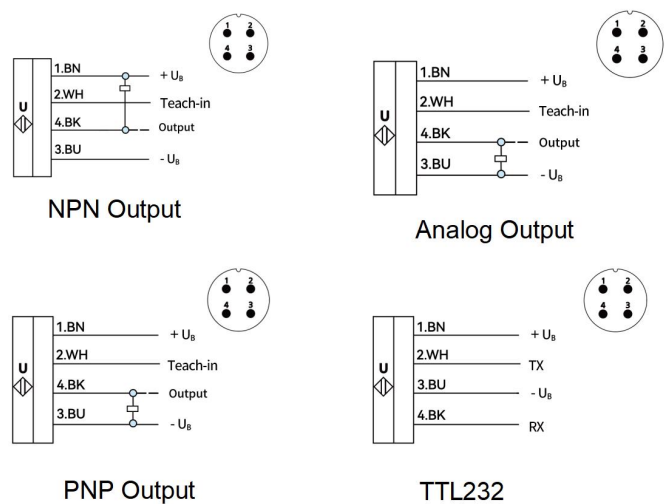 1 2
4 3
U
1.BN + UB
2.WH Teach-in
4.BK Output
3.BU - UB
NPN Output
1 2
4 3
U
1.BN + UB
2.WH Teach-in
4.BK Output
3.BU - UB
Analog Output
1 2
4 3
U
1.BN + UB
2.WH Teach-in
4.BK Output
3.BU - UB
PNP Output
1 2
4 3
U
1.BN + UB
2.WH TX
3.BU - UB
4.BK RX
TTL232